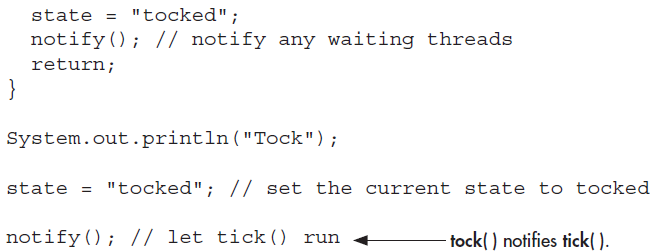 state = "tocked";
notify(); // notify any waiting threads
return;
}
System.out.println("Tock");
state = "tocked"; // set the current state to tocked
notify(); // let tick() run
tock( ) notifies tick( ).